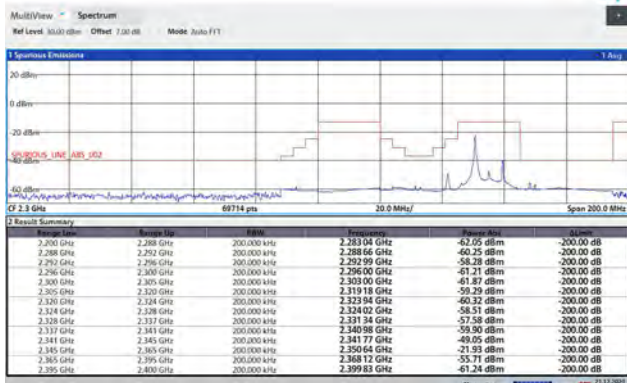 MultiView Spectrum
Ref Level 30.00 dBm Offset 7.00 dB Mode Auto FFT
1 Spurious Emissions 1 Avg
20 dBm
0 dBm
-20 dBm
SPURIOUS_LINE_ABS_002
-40 dBm
-60 dBm
CF 2.3 GHz 69714 pts 20.0 MHz/ Span 200.0 MHz
2 Result Summary
Range Low Range Up RBW Frequency Power Abs ΔLimit
2.200 GHz 2.288 GHz 200.000 kHz 2.283 04 GHz -62.05 dBm -200.00 dB
2.288 GHz 2.292 GHz 200.000 kHz 2.288 66 GHz -60.25 dBm -200.00 dB
2.292 GHz 2.296 GHz 200.000 kHz 2.292 99 GHz -58.28 dBm -200.00 dB
2.296 GHz 2.300 GHz 200.000 kHz 2.296 00 GHz -61.21 dBm -200.00 dB
2.300 GHz 2.305 GHz 200.000 kHz 2.303 00 GHz -61.87 dBm -200.00 dB
2.305 GHz 2.320 GHz 200.000 kHz 2.319 18 GHz -59.29 dBm -200.00 dB
2.320 GHz 2.324 GHz 200.000 kHz 2.323 94 GHz -60.32 dBm -200.00 dB
2.324 GHz 2.328 GHz 200.000 kHz 2.324 02 GHz -58.51 dBm -200.00 dB
2.328 GHz 2.337 GHz 200.000 kHz 2.331 34 GHz -57.58 dBm -200.00 dB
2.337 GHz 2.341 GHz 200.000 kHz 2.340 98 GHz -59.90 dBm -200.00 dB
2.341 GHz 2.345 GHz 200.000 kHz 2.341 77 GHz -49.05 dBm -200.00 dB
2.345 GHz 2.365 GHz 200.000 kHz 2.350 64 GHz -21.93 dBm -200.00 dB
2.365 GHz 2.395 GHz 200.000 kHz 2.368 12 GHz -55.71 dBm -200.00 dB
2.395 GHz 2.400 GHz 200.000 kHz 2.399 83 GHz -61.24 dBm -200.00 dB